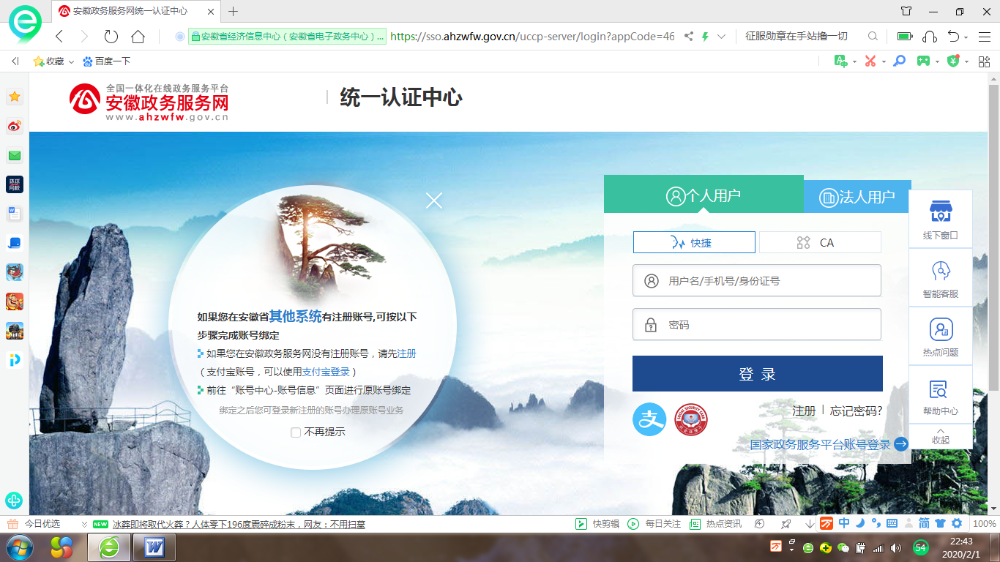 安徽政务服务网统一认证中心
安徽省经济信息中心（安徽省电子政务中心）...
https://sso.ahzwfw.gov.cn/uccp-server/login?appCode=46
征服勋章在手站撸一切
收藏
百度一下
全国一体化在线政务服务平台
安徽政务服务网
www.ahzwfw.gov.cn
统一认证中心
如果您在安徽省其他系统有注册账号,可按以下
步骤完成账号绑定
如果您在安徽政务服务网没有注册账号，请先注册
（支付宝账号，可以使用支付宝登录）
前往“账号中心-账号信息”页面进行原账号绑定
绑定之后您可登录新注册的账号办理原账号业务
不再提示
个人用户
法人用户
快捷
CA
用户名/手机号/身份证号
密码
登 录
支
注册
忘记密码?
国家政务服务平台账号登录
线下窗口
智能客服
热点问题
帮助中心
收起
环球
网校
今日优选
NEW
冰葬即将取代火葬？人体零下196度震碎成粉末，网友：不用扫墓
快剪辑
每日关注
热点资讯
万
中
简
100%
W
54
22:43
2020/2/1